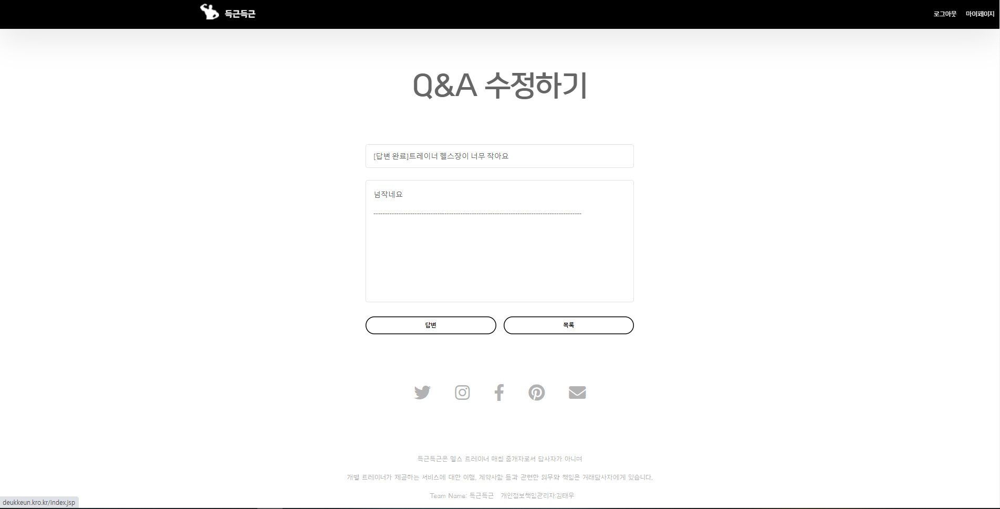 득근득근
로그아웃 마이페이지
Q&A 수정하기
[답변 완료]트레이너 헬스장이 너무 작아요
넘작네요
------------------------------------------------------------------------------------------
답변 목록
득근득근은 헬스 트레이너 매칭 중개자로서 당사자가 아니며
개별 트레이너가 제공하는 서비스에 대한 이행, 계약사항 등과 관련한 의무와 책임은 거래당사자에게 있습니다.
Team Name: 득근득근 개인정보책임관리자:김태우
deukkeun.kro.kr/index.jsp